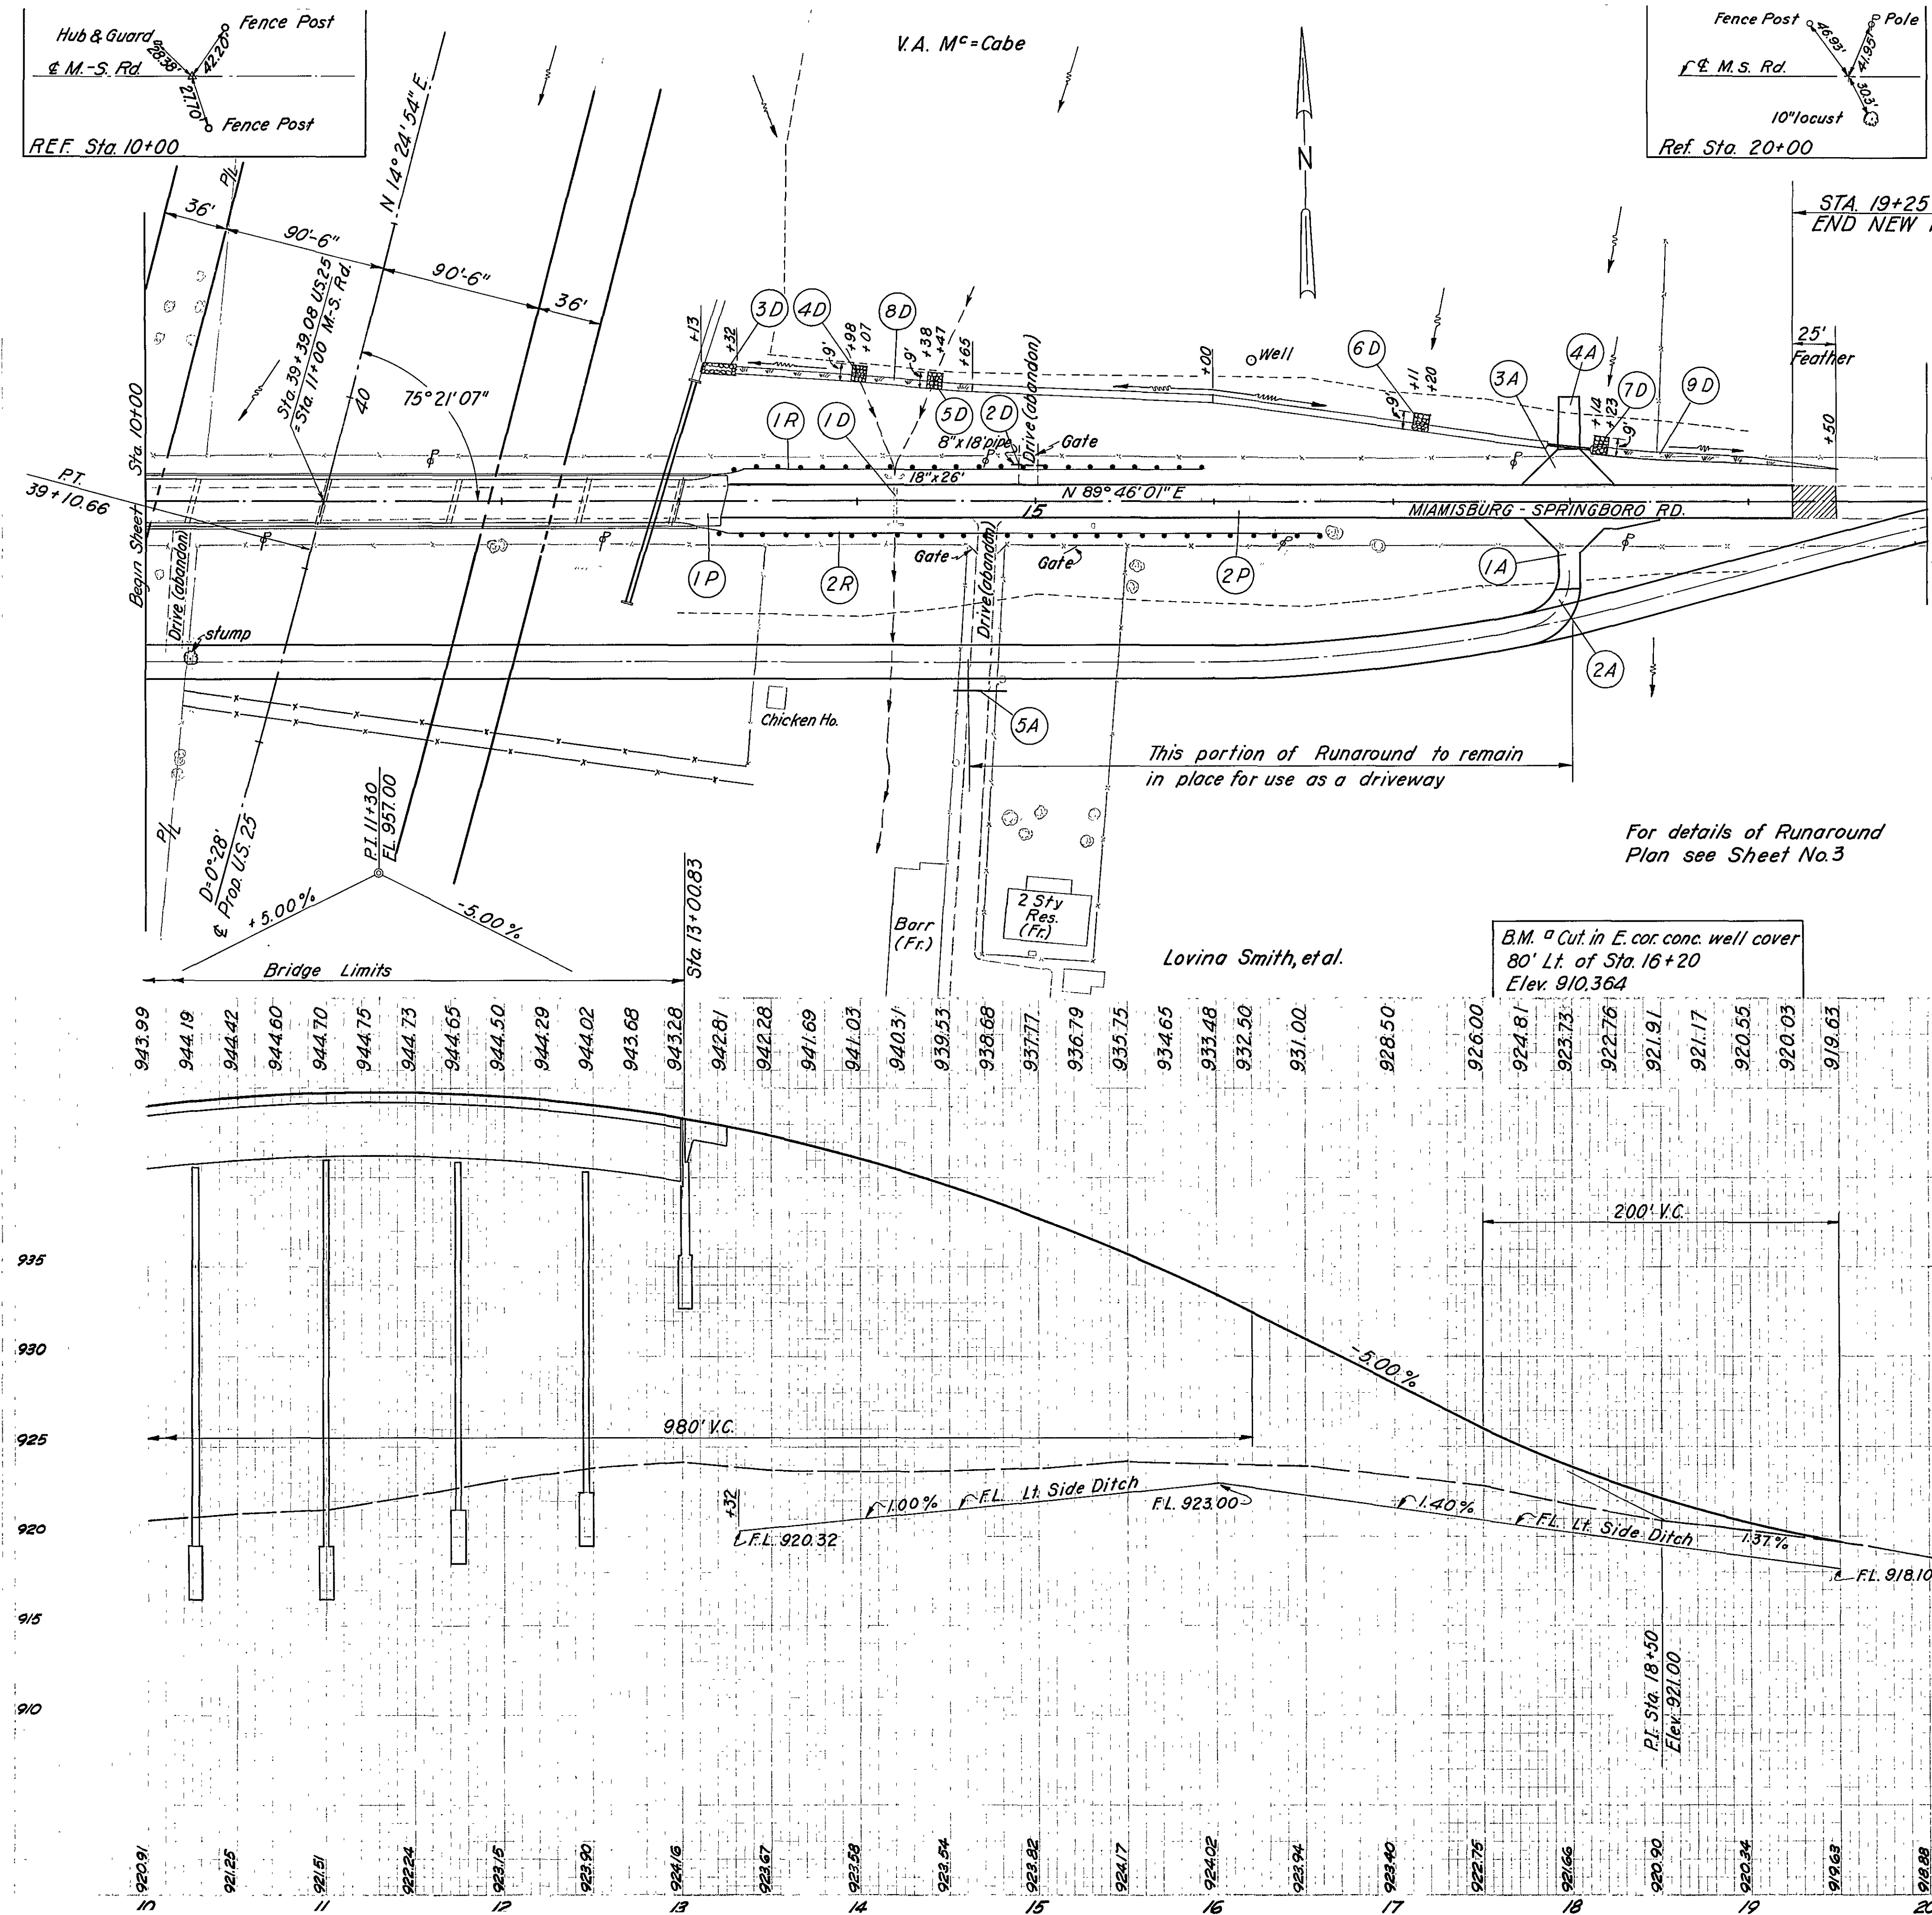 Fence Post
Hub & Guard
28.38'
42.20'
℄ M.-S. Rd.
27.70'
Fence Post
REF. Sta. 10+00
V.A. Mc=Cabe
Fence Post
Pole
46.93'
41.95'
℄ M.S. Rd.
30.3'
10" locust
Ref. Sta. 20+00
N 14° 24' 54" E.
N
P/L
36'
90'-6"
90'-6"
36'
STA. 19+25
END NEW
Sta. 39+39.08 US.25
= Sta. 11+00 M.-S. Rd.
40
75° 21' 07"
+13
+32
3D
4D
+98
+07
8D
+38
+47
+65
9'
9'
+00
Well
6D
+11
+20
9'
4A
3A
7D
+14
+23
9'
9D
25'
Feather
+50
1R
1D
5D
2D
8"x18' pipe
Drive (abandon)
Gate
18"x26'
Sta. 10+00
Begin Sheet
P.T.
39+10.66
N 89° 46' 01" E
15
MIAMISBURG - SPRINGBORO RD.
Drive (abandon)
1P
2R
Gate
Drive (abandon)
Gate
2P
1A
stump
2A
Chicken Ho.
5A
This portion of Runaround to remain
in place for use as a driveway
P/L
D=0°-28'
℄ Prop. U.S. 25
P.I. 11+30
EL. 957.00
+5.00%
-5.00%
Sta. 13+00.83
For details of Runaround
Plan see Sheet No.3
Barr
(Fr.)
2 Sty
Res.
(Fr.)
Lovina Smith, et al.
B.M. □ Cut in E. cor. conc. well cover
80' Lt. of Sta. 16+20
Elev. 910.364
Bridge Limits
943.99 944.19 944.42 944.60 944.70 944.75 944.73 944.65 944.50 944.29 944.02 943.68 943.28 942.81 942.28 941.69 941.03 940.31 939.53 938.68 937.77 936.79 935.75 934.65 933.48 932.50 931.00 928.50 926.00 924.81 923.73 922.76 921.91 921.17 920.55 920.03 919.63
200' V.C.
935
930
-5.00%
925
980' V.C.
920
+32
F.L. 920.32
1.00%
F.L. Lt. Side Ditch
F.L. 923.00
1.40%
F.L. Lt. Side Ditch
1.37%
F.L. 918.10
915
P.I. Sta. 18+50
Elev. 921.00
910
920.91 921.25 921.51 922.24 923.15 923.90 924.16 923.67 923.58 923.54 923.82 924.17 924.02 923.94 923.40 922.75 921.66 920.90 920.34 919.63 918.88
10 11 12 13 14 15 16 17 18 19 20